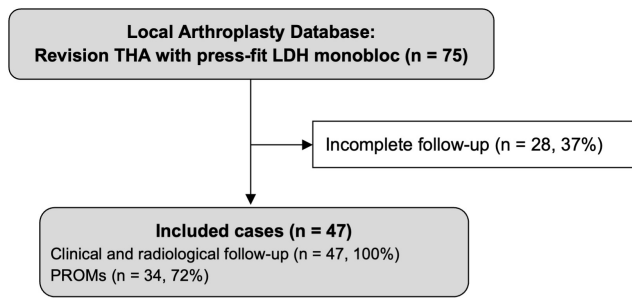 Local Arthroplasty Database:
Revision THA with press-fit LDH monobloc (n = 75)
Incomplete follow-up (n = 28, 37%)
Included cases (n = 47)
Clinical and radiological follow-up (n = 47, 100%)
PROMs (n = 34, 72%)